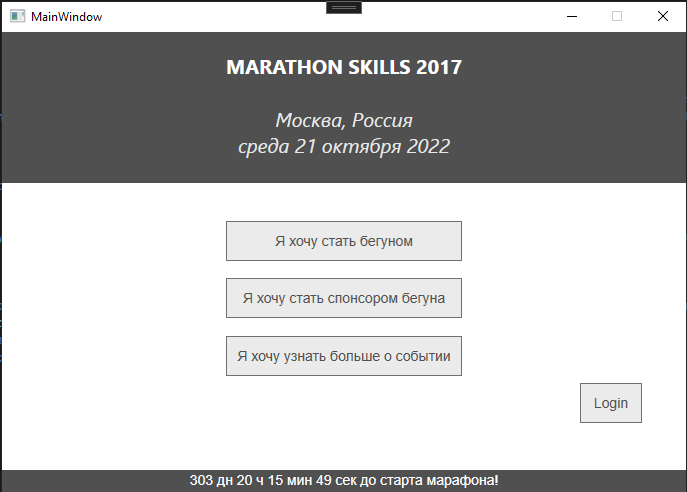 MainWindow
MARATHON SKILLS 2017
Москва, Россия
среда 21 октября 2022
Я хочу стать бегуном
Я хочу стать спонсором бегуна
Я хочу узнать больше о событии
Login
303 дн 20 ч 15 мин 49 сек до старта марафона!